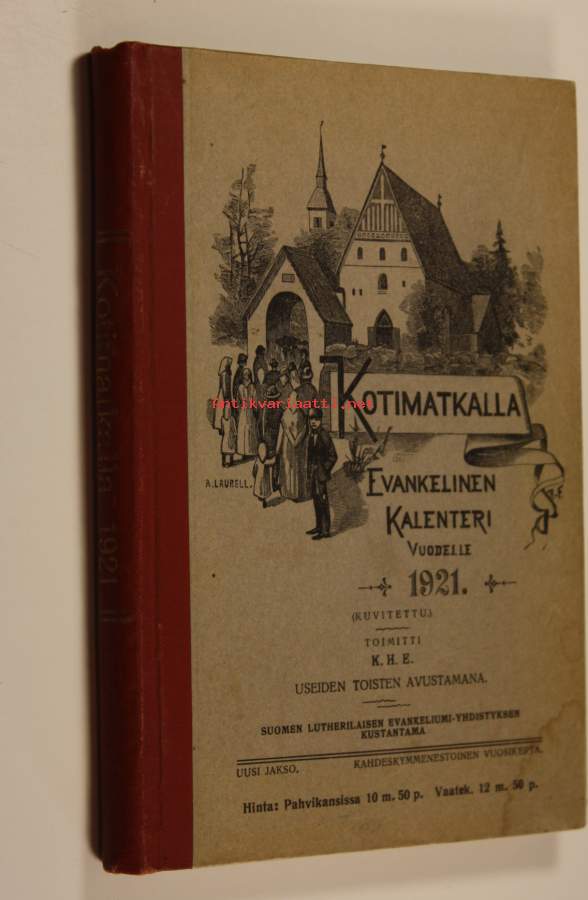 Kotimatkalla 1921
KOTIMATKALLA
antikvariaatti.net
A. LAURELL.
EVANKELINEN
KALENTERI
VUODELLE
1921.
(KUVITETTU)
TOIMITTI
K. H. E.
USEIDEN TOISTEN AVUSTAMANA.
SUOMEN LUTHERILAISEN EVANKELIUMI-YHDISTYKSEN
KUSTANTAMA
UUSI JAKSO. KAHDESKYMMENESTOINEN VUOSIKERTA.
Hinta: Pahvikansissa 10 m. 50 p. Vaatek. 12 m. 50 p.